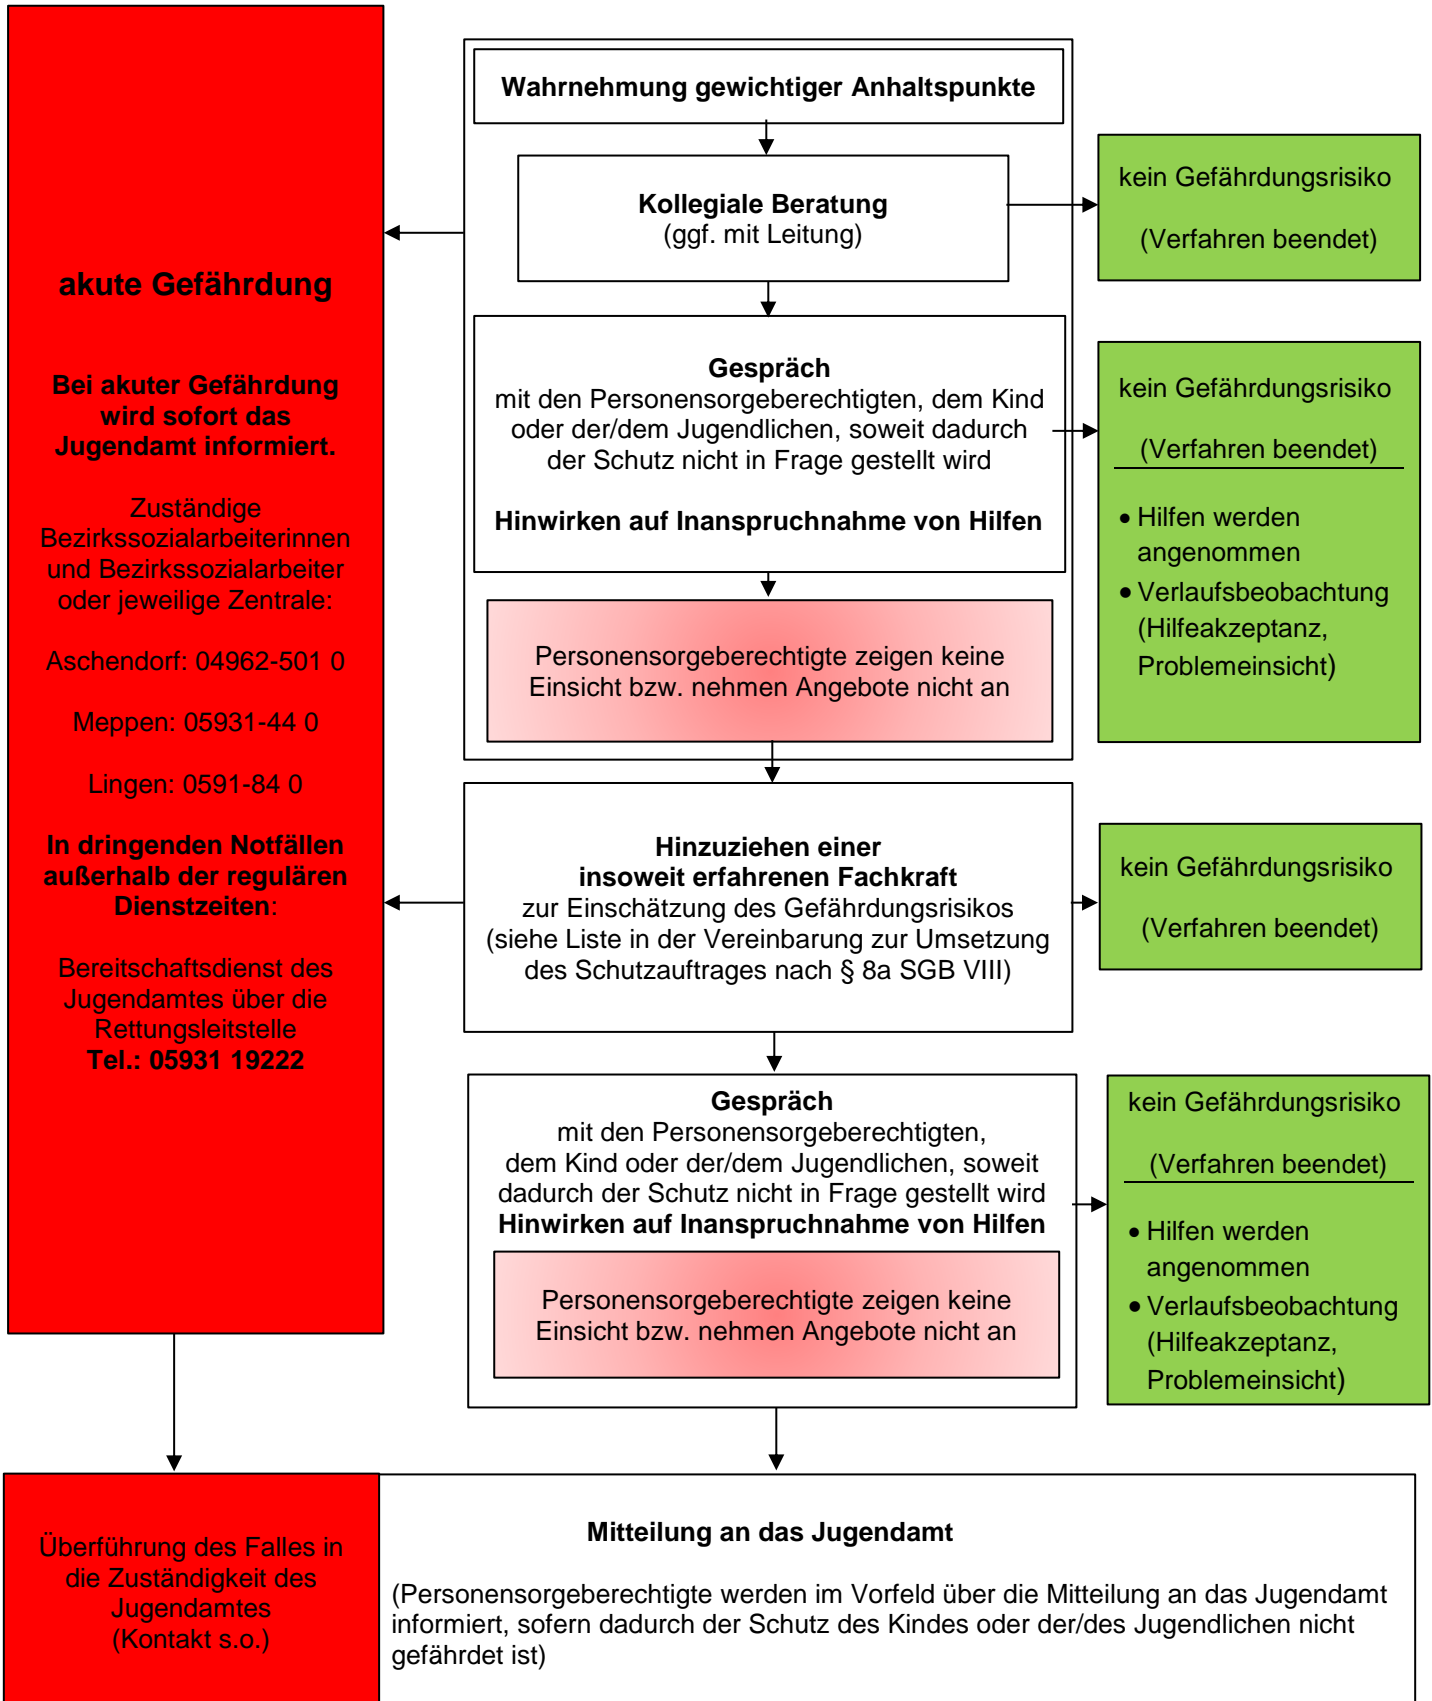 akute Gefährdung
Bei akuter Gefährdung
wird sofort das
Jugendamt informiert.
Zuständige
Bezirkssozialarbeiterinnen
und Bezirkssozialarbeiter
oder jeweilige Zentrale:
Aschendorf: 04962-501 0
Meppen: 05931-44 0
Lingen: 0591-84 0
In dringenden Notfällen
außerhalb der regulären
Dienstzeiten:
Bereitschaftsdienst des
Jugendamtes über die
Rettungsleitstelle
Tel.: 05931 19222
Wahrnehmung gewichtiger Anhaltspunkte
Kollegiale Beratung
(ggf. mit Leitung)
kein Gefährdungsrisiko
(Verfahren beendet)
Gespräch
mit den Personensorgeberechtigten, dem Kind
oder der/dem Jugendlichen, soweit dadurch
der Schutz nicht in Frage gestellt wird
Hinwirken auf Inanspruchnahme von Hilfen
kein Gefährdungsrisiko
(Verfahren beendet)
• Hilfen werden
angenommen
• Verlaufsbeobachtung
(Hilfeakzeptanz,
Problemeinsicht)
Personensorgeberechtigte zeigen keine
Einsicht bzw. nehmen Angebote nicht an
Hinzuziehen einer
insoweit erfahrenen Fachkraft
zur Einschätzung des Gefährdungsrisikos
(siehe Liste in der Vereinbarung zur Umsetzung
des Schutzauftrages nach § 8a SGB VIII)
kein Gefährdungsrisiko
(Verfahren beendet)
Gespräch
mit den Personensorgeberechtigten,
dem Kind oder der/dem Jugendlichen, soweit
dadurch der Schutz nicht in Frage gestellt wird
Hinwirken auf Inanspruchnahme von Hilfen
Personensorgeberechtigte zeigen keine
Einsicht bzw. nehmen Angebote nicht an
kein Gefährdungsrisiko
(Verfahren beendet)
• Hilfen werden
angenommen
• Verlaufsbeobachtung
(Hilfeakzeptanz,
Problemeinsicht)
Überführung des Falles in
die Zuständigkeit des
Jugendamtes
(Kontakt s.o.)
Mitteilung an das Jugendamt
(Personensorgeberechtigte werden im Vorfeld über die Mitteilung an das Jugendamt
informiert, sofern dadurch der Schutz des Kindes oder der/des Jugendlichen nicht
gefährdet ist)